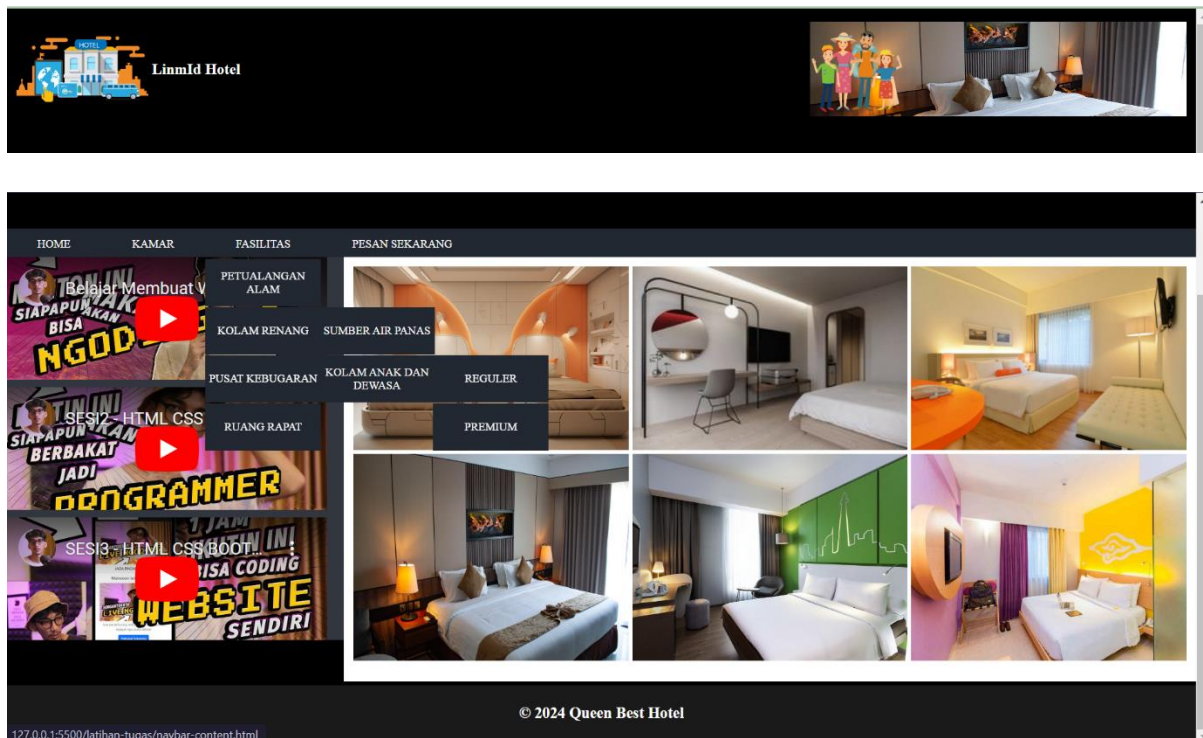 HOTEL
LinmId Hotel
HOME KAMAR FASILITAS PESAN SEKARANG
PETUALANGAN
ALAM
KOLAM RENANG SUMBER AIR PANAS
PUSAT KEBUGARAN KOLAM ANAK DAN
DEWASA REGULER
RUANG RAPAT PREMIUM
Belajar Membuat W
SIAPAPUN AKAN
BISA
NGOD
SESI2 - HTML CSS
SIAPAPUN
BERBAKAT
JADI
PROGRAMMER
SESI3 - HTML CSS BOOT...
1 JAM
BISA CODING
WEBSITE
SENDIRI
© 2024 Queen Best Hotel
127.0.0.1:5500/latihan-tugas/navbar-content.html